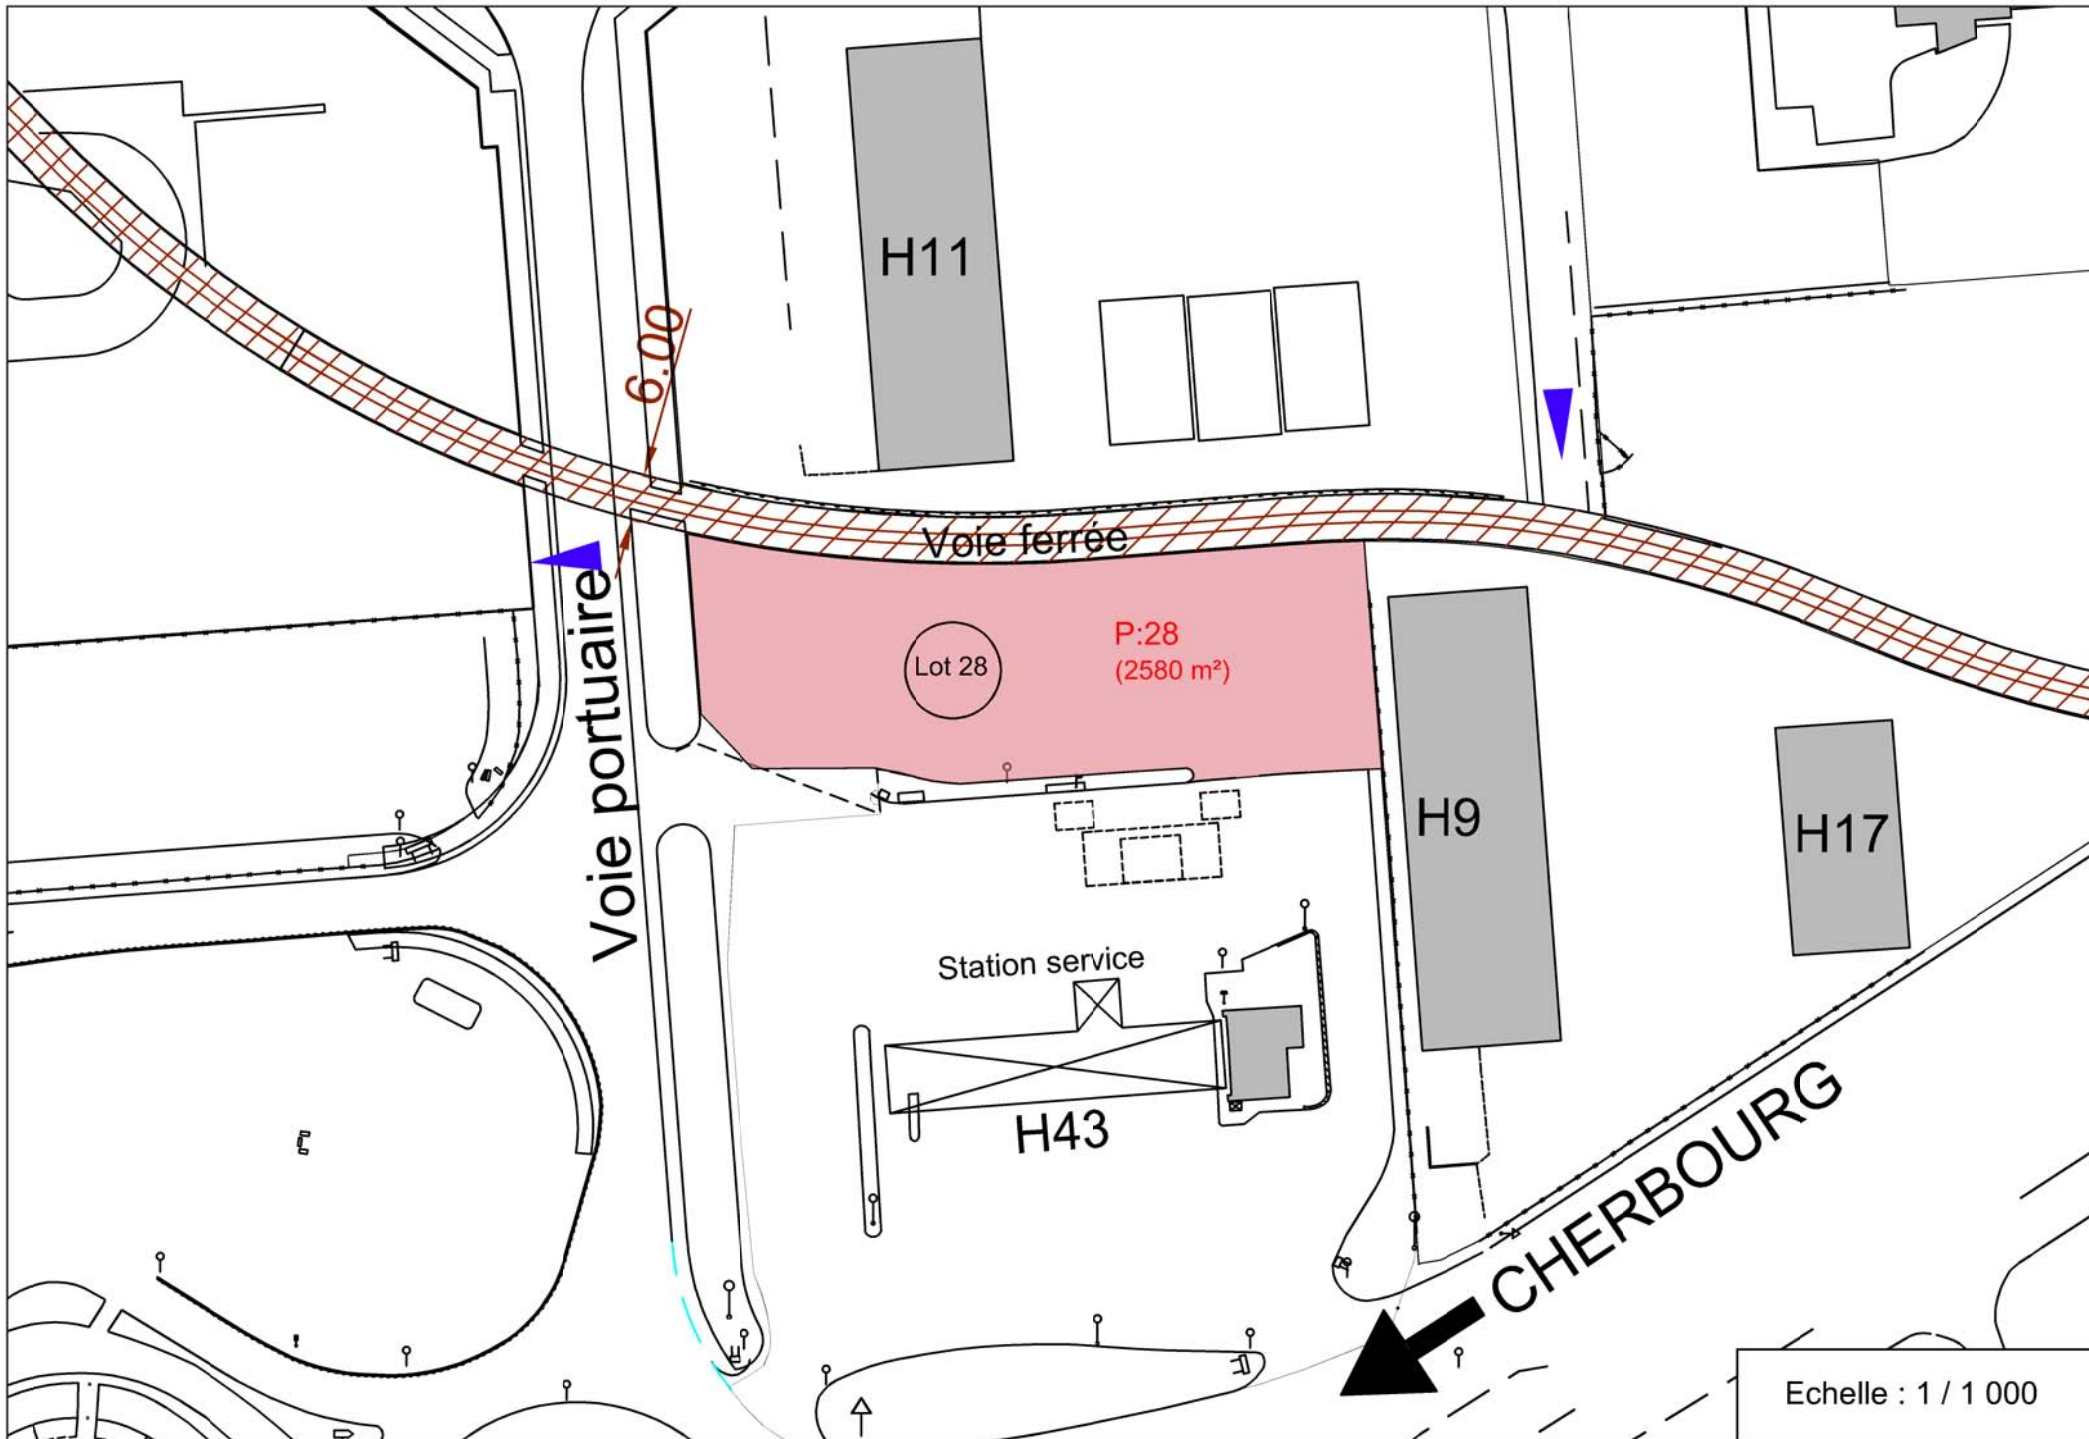 H11
6.00
Voie ferrée
Voie portuaire
Lot 28
P:28
(2580 m²)
H9
H17
Station service
H43
CHERBOURG
Echelle : 1 / 1 000